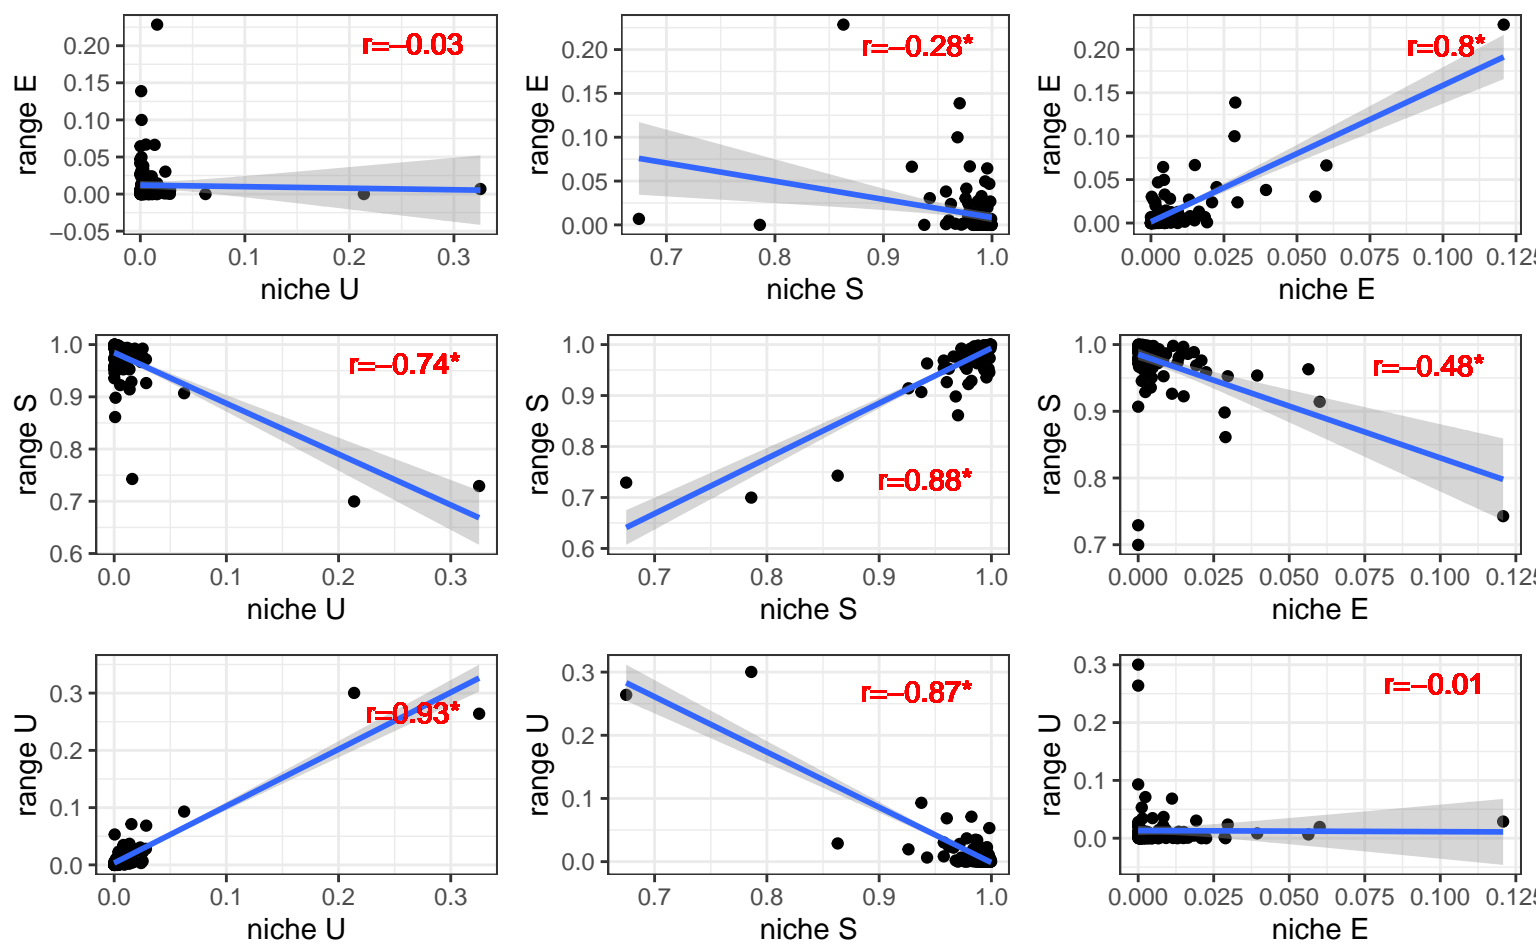 range E
0.20
0.15
0.10
0.05
0.00
−0.05
r=−0.03
0.0 0.1 0.2 0.3
niche U
range E
0.20
0.15
0.10
0.05
0.00
r=−0.28*
0.7 0.8 0.9 1.0
niche S
range E
0.20
0.15
0.10
0.05
0.00
r=0.8*
0.000 0.025 0.050 0.075 0.100 0.125
niche E
range S
1.0
0.9
0.8
0.7
0.6
r=−0.74*
0.0 0.1 0.2 0.3
niche U
range S
1.0
0.9
0.8
0.7
0.6
r=0.88*
0.7 0.8 0.9 1.0
niche S
range S
1.0
0.9
0.8
0.7
r=−0.48*
0.000 0.025 0.050 0.075 0.100 0.125
niche E
range U
0.3
0.2
0.1
0.0
r=0.93*
0.0 0.1 0.2 0.3
niche U
range U
0.3
0.2
0.1
0.0
r=−0.87*
0.7 0.8 0.9 1.0
niche S
range U
0.3
0.2
0.1
0.0
r=−0.01
0.000 0.025 0.050 0.075 0.100 0.125
niche E